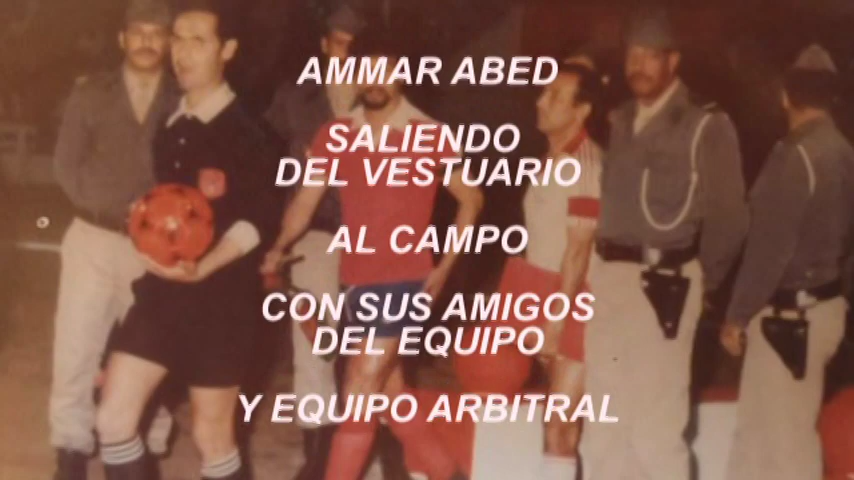 AMMAR ABED
SALIENDO
DEL VESTUARIO
AL CAMPO
CON SUS AMIGOS
DEL EQUIPO
Y EQUIPO ARBITRAL